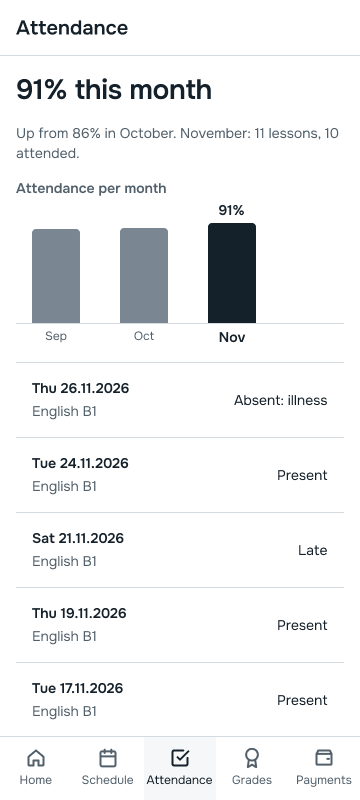 Attendance
91% this month
Up from 86% in October. November: 11 lessons, 10
attended.
Attendance per month
91%
Sep
Oct
Nov
Thu 26.11.2026
English B1
Absent: illness
Tue 24.11.2026
English B1
Present
Sat 21.11.2026
English B1
Late
Thu 19.11.2026
English B1
Present
Tue 17.11.2026
English B1
Present
Home
Schedule
Attendance
Grades
Payments